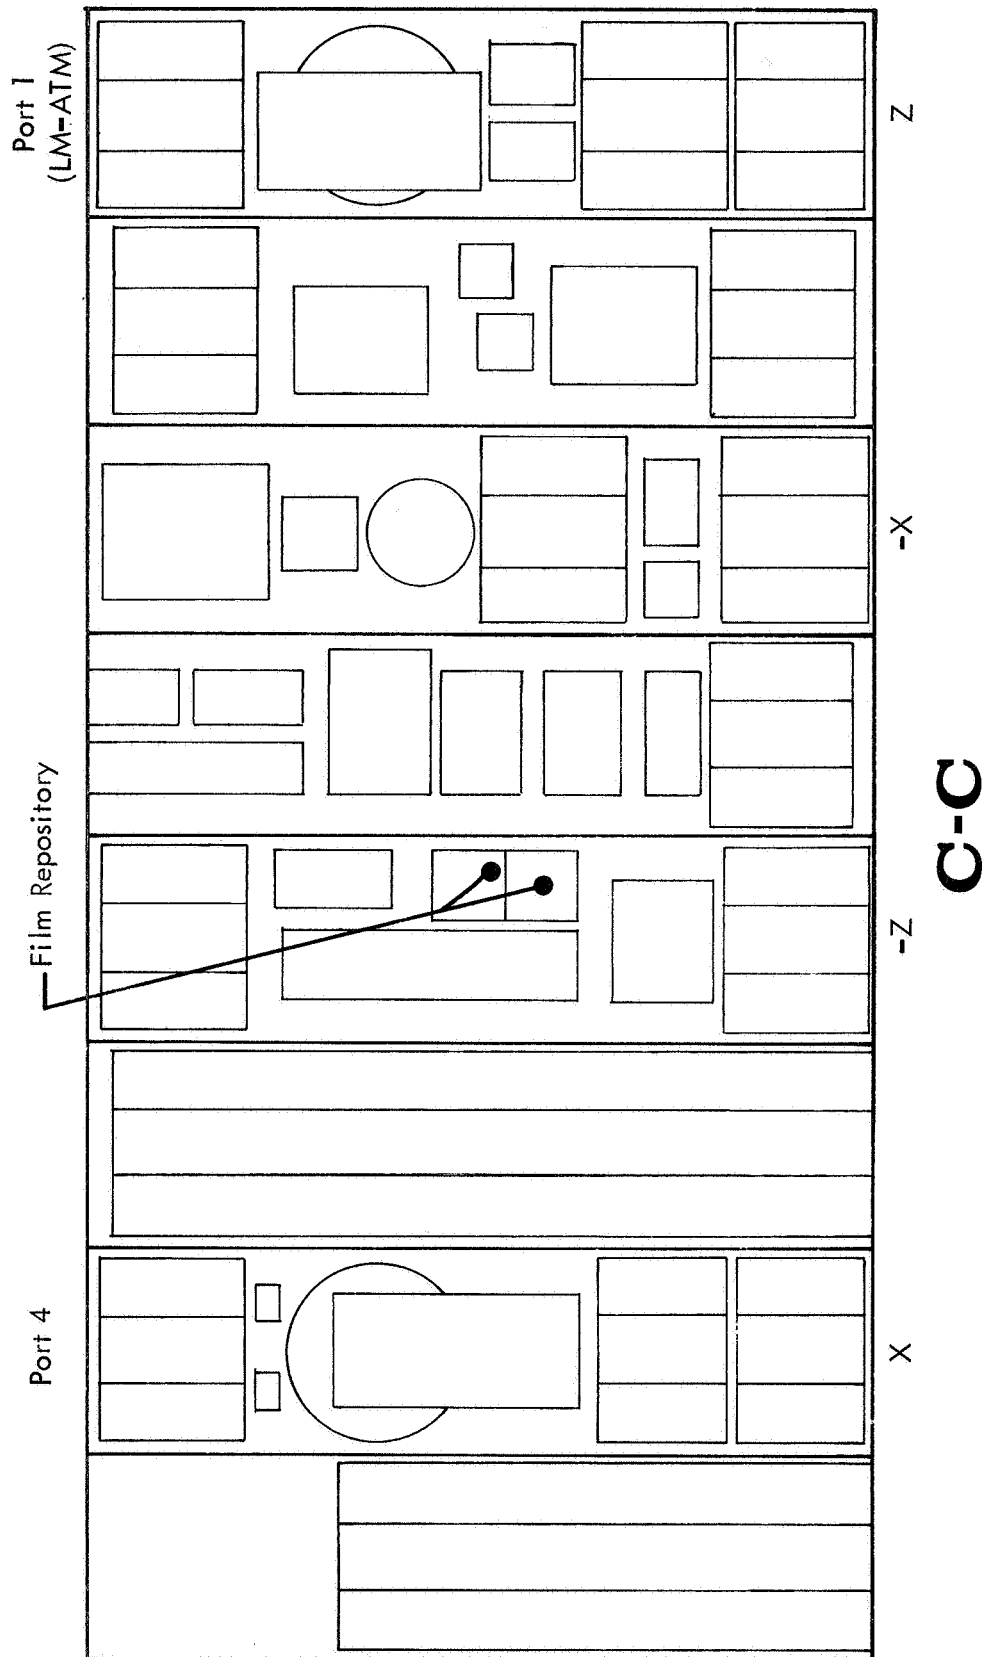 Port 4
Film Repository
Port 1
(LM-ATM)
X
-Z
-X
Z
C-C